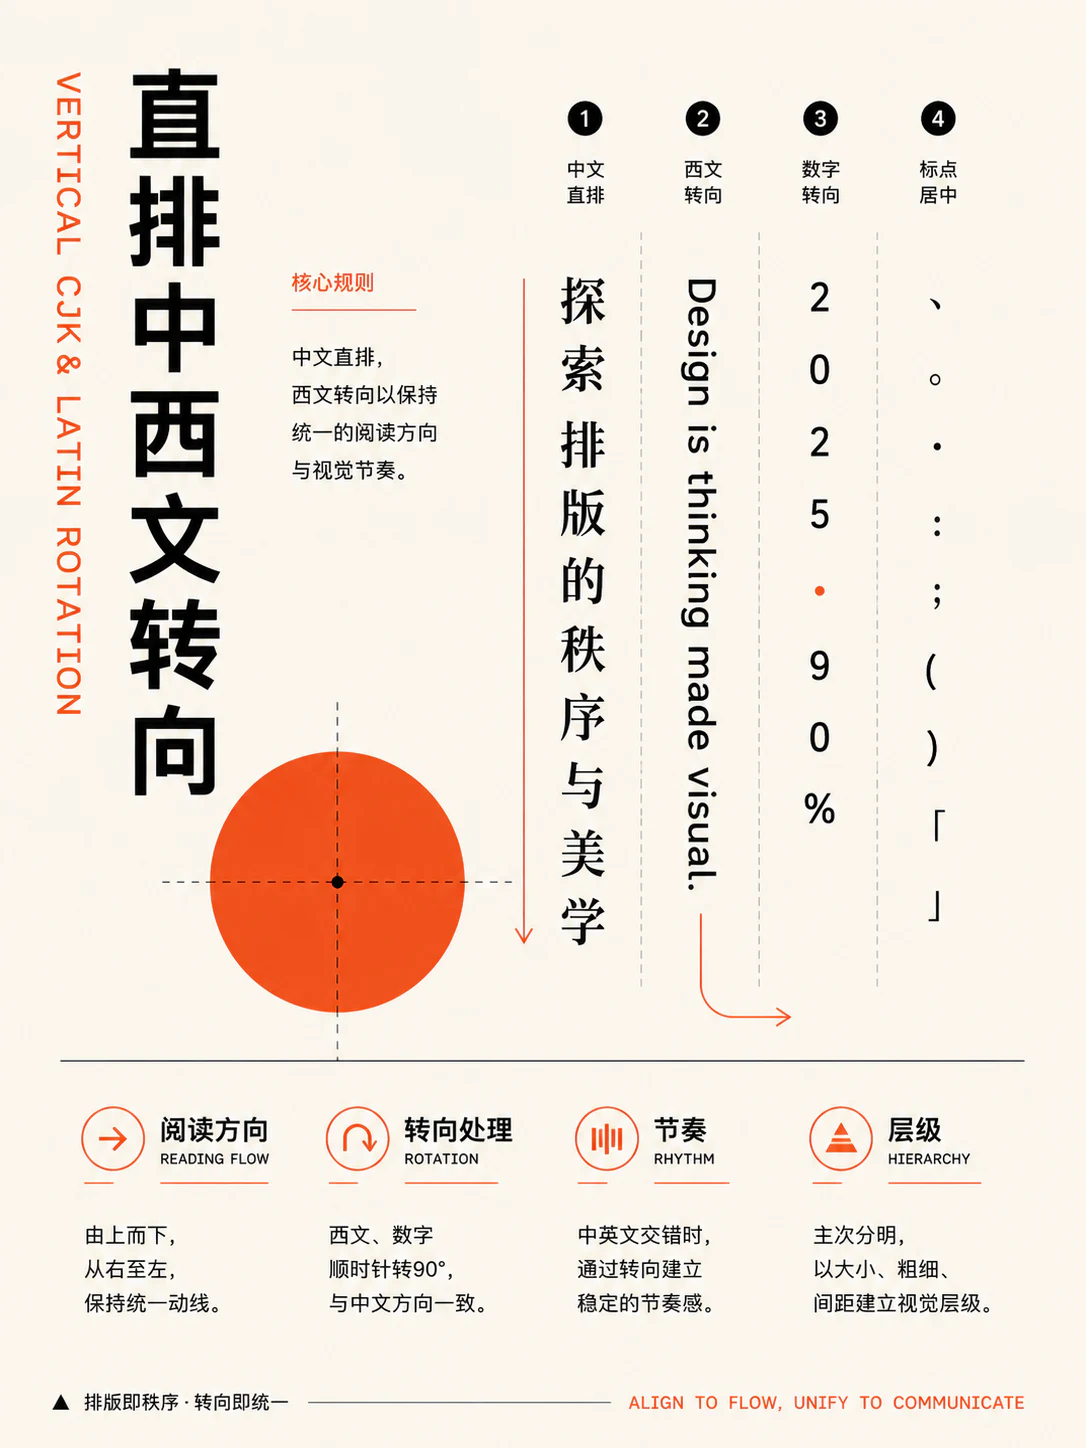 VERTICAL CJK & LATIN ROTATION
直排中西文转向
核心规则
中文直排，
西文转向以保持
统一的阅读方向
与视觉节奏。
1
中文
直排
探索排版的秩序与美学
2
西文
转向
Design is thinking made visual.
3
数字
转向
2025·90%
4
标点
居中
、。·：；()「」
阅读方向
READING FLOW
由上而下，
从右至左，
保持统一动线。
转向处理
ROTATION
西文、数字
顺时针转90°，
与中文方向一致。
节奏
RHYTHM
中英文交错时，
通过转向建立
稳定的节奏感。
层级
HIERARCHY
主次分明，
以大小、粗细、
间距建立视觉层级。
▲ 排版即秩序 · 转向即统一
ALIGN TO FLOW, UNIFY TO COMMUNICATE